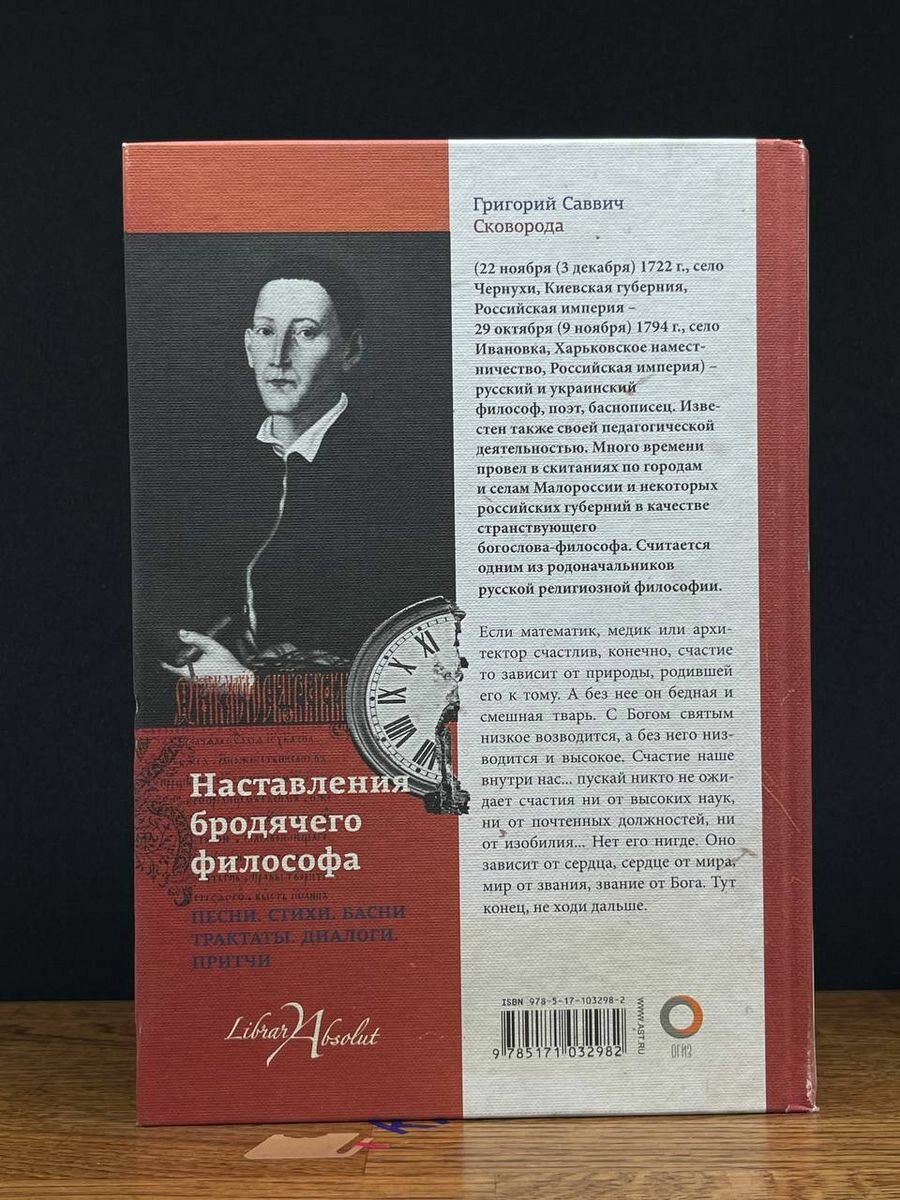 Григорий Саввич
Сковорода
(22 ноября (3 декабря) 1722 г., село
Чернухи, Киевская губерния,
Российская империя –
29 октября (9 ноября) 1794 г., село
Ивановка, Харьковское намест-
ничество, Российская империя) –
русский и украинский
философ, поэт, баснописец. Изве-
стен также своей педагогической
деятельностью. Много времени
провел в скитаниях по городам
и селам Малороссии и некоторых
российских губерний в качестве
странствующего
богослова-философа. Считается
одним из родоначальников
русской религиозной философии.
Если математик, медик или архи-
тектор счастлив, конечно, счастие
то зависит от природы, родившей
его к тому. А без нее он бедная и
смешная тварь. С Богом святым
низкое возводится, а без него низ-
водится и высокое. Счастие наше
внутри нас... пускай никто не ожи-
дает счастия ни от высоких наук,
ни от почтенных должностей, ни
от изобилия... Нет его нигде. Оно
зависит от сердца, сердце от мира,
мир от звания, звание от Бога. Тут
конец, не ходи дальше.
XI
X
IX
VIII
VII
VI
Наставления
бродячего
философа
ПЕСНИ. СТИХИ. БАСНИ
ТРАКТАТЫ. ДИАЛОГИ.
ПРИТЧИ
Librar Absolut
ISBN 978-5-17-103298-2
9 785171 032982
WWW.AST.RU
ОГИЗ